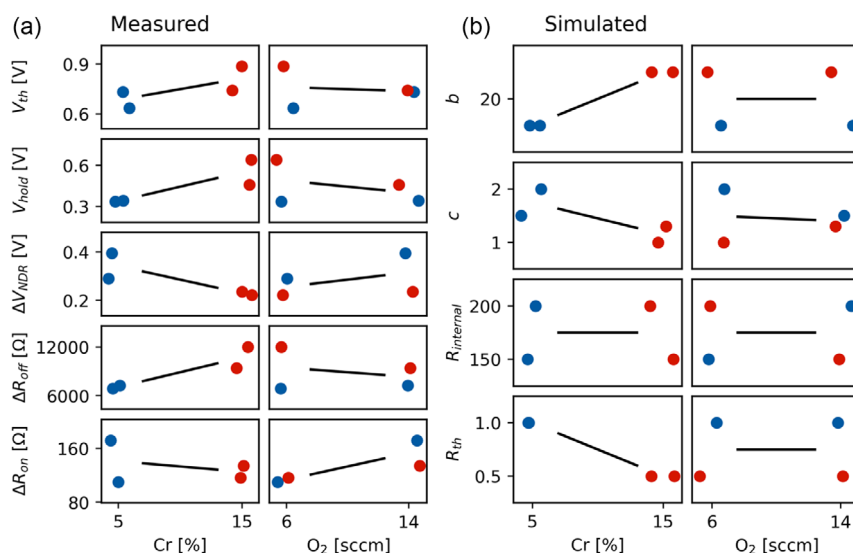 (a) Measured
V_th [V]
0.9
0.6
V_hold [V]
0.6
0.3
ΔV_NDR [V]
0.4
0.2
ΔR_off [Ω]
12000
6000
ΔR_on [Ω]
160
80
5 15 6 14
Cr [%] O₂ [sccm]
(b) Simulated
b
20
c
2
1
R_internal
200
150
R_th
1.0
0.5
5 15 6 14
Cr [%] O₂ [sccm]